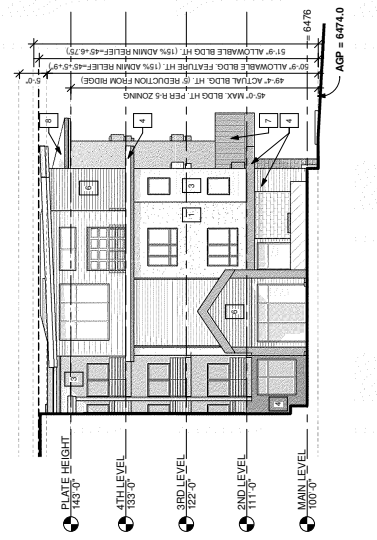 51'-9" ALLOWABLE BLDG HT. (15% ADMIN RELIEF=45+6.75)
50'-9" ALLOWABLE BLDG. FEATURE HT. (15% ADMIN RELIEF=45+5'+.9')
49'-4" ACTUAL BLDG. HT. (5' REDUCTION FROM RIDGE)
45'-0" MAX. BLDG HT. PER R-5 ZONING
5'-0"
= 6476
AGP = 6474.0
8
4
7
4
6
3
1
3
6
4
PLATE HEIGHT
143'-0"
4TH LEVEL
133'-0"
3RD LEVEL
122'-0"
2ND LEVEL
111'-0"
MAIN LEVEL
100'-0"